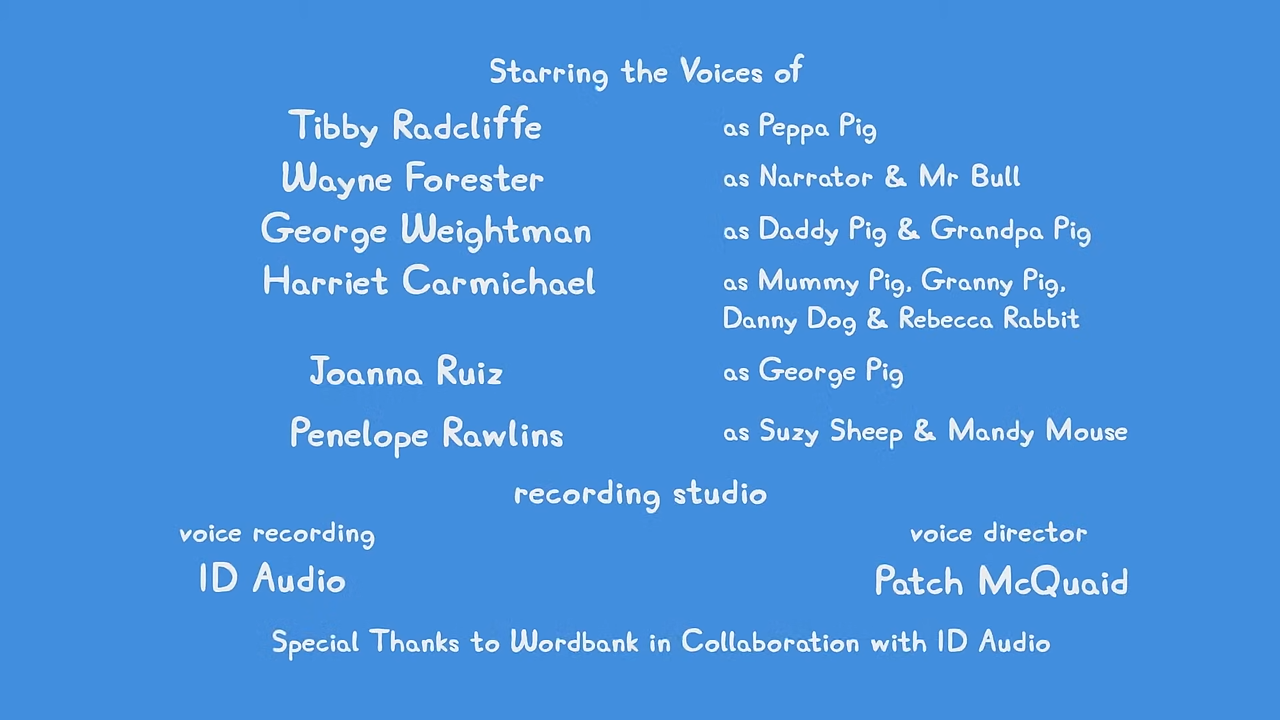 Starring the Voices of
Tibby Radcliffe as Peppa Pig
Wayne Forester as Narrator & Mr Bull
George Weightman as Daddy Pig & Grandpa Pig
Harriet Carmichael as Mummy Pig, Granny Pig,
Danny Dog & Rebecca Rabbit
Joanna Ruiz as George Pig
Penelope Rawlins as Suzy Sheep & Mandy Mouse
recording studio
voice recording voice director
ID Audio Patch McQuaid
Special Thanks to Wordbank in Collaboration with ID Audio